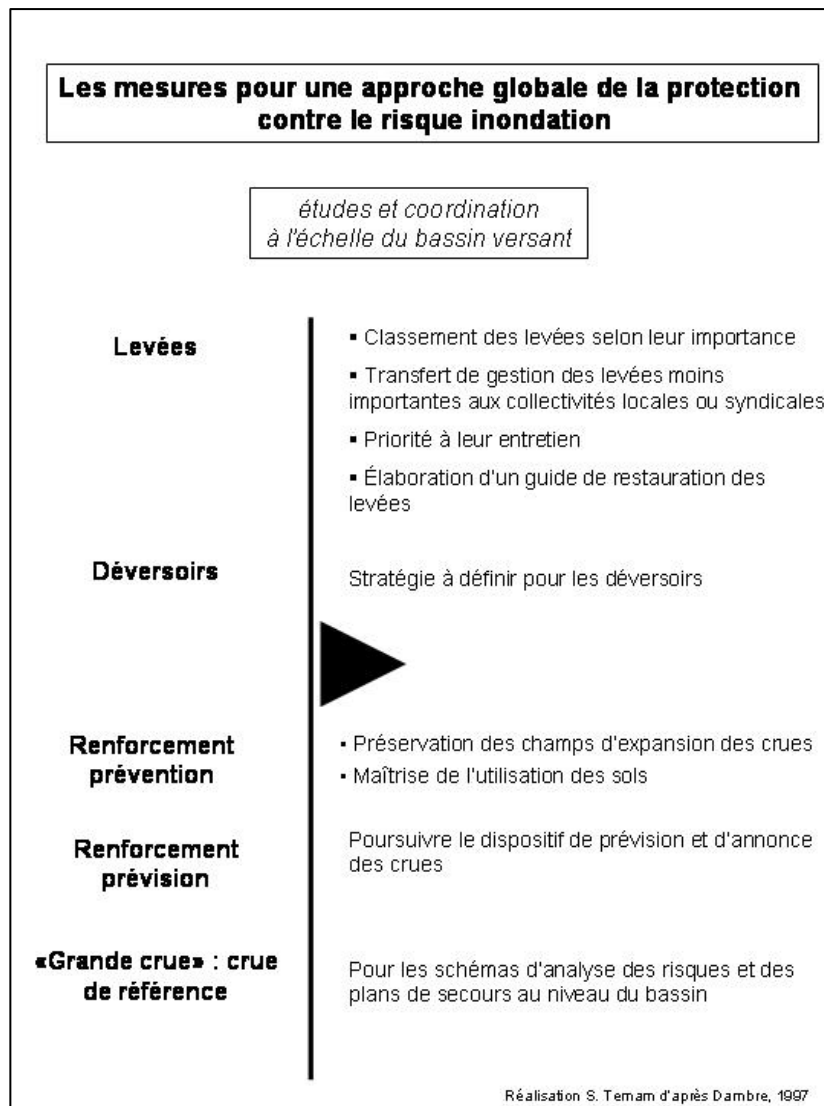 Les mesures pour une approche globale de la protection
contre le risque inondation
études et coordination
à l'échelle du bassin versant
Levées
▪ Classement des levées selon leur importance
▪ Transfert de gestion des levées moins
importantes aux collectivités locales ou syndicales
▪ Priorité à leur entretien
▪ Élaboration d'un guide de restauration des
levées
Déversoirs
Stratégie à définir pour les déversoirs
Renforcement
prévention
▪ Préservation des champs d'expansion des crues
▪ Maîtrise de l'utilisation des sols
Renforcement
prévision
Poursuivre le dispositif de prévision et d'annonce
des crues
«Grande crue» : crue
de référence
Pour les schémas d'analyse des risques et des
plans de secours au niveau du bassin
Réalisation S. Temam d'après Dambre, 1997